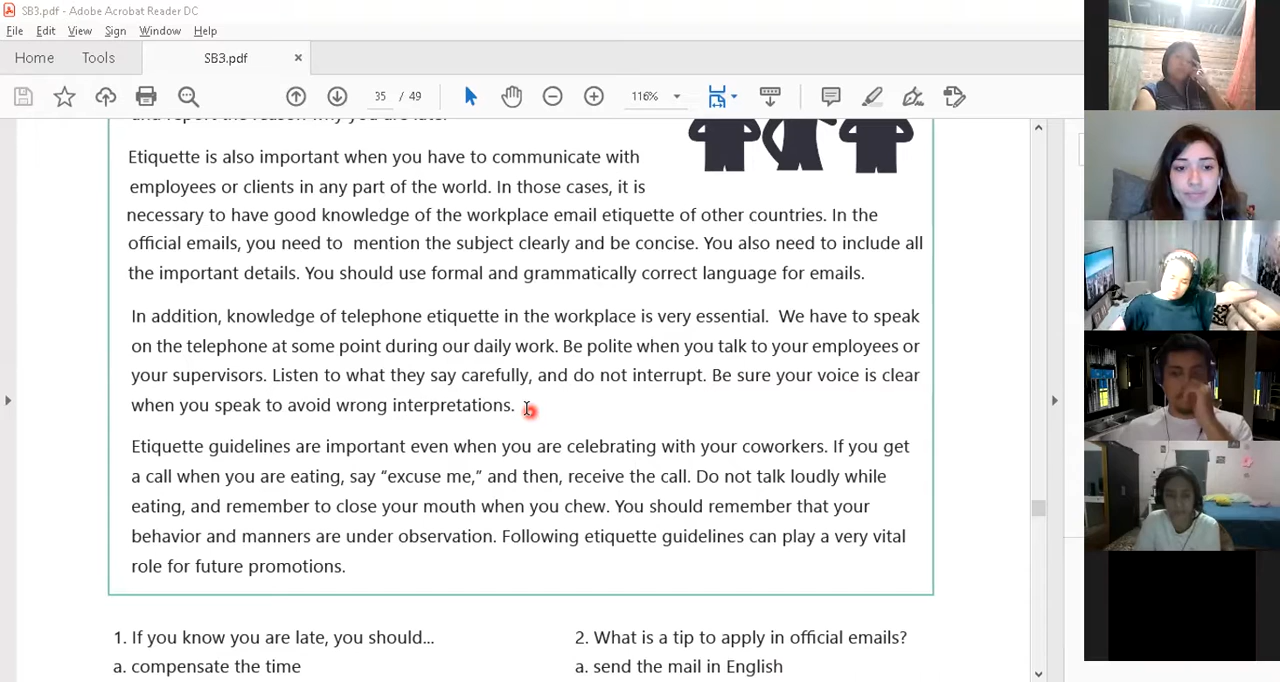 SB3.pdf - Adobe Acrobat Reader DC
File Edit View Sign Window Help
Home Tools SB3.pdf ×
35 / 49 116%
and report the reason why you are late.
Etiquette is also important when you have to communicate with
employees or clients in any part of the world. In those cases, it is
necessary to have good knowledge of the workplace email etiquette of other countries. In the
official emails, you need to mention the subject clearly and be concise. You also need to include all
the important details. You should use formal and grammatically correct language for emails.
In addition, knowledge of telephone etiquette in the workplace is very essential. We have to speak
on the telephone at some point during our daily work. Be polite when you talk to your employees or
your supervisors. Listen to what they say carefully, and do not interrupt. Be sure your voice is clear
when you speak to avoid wrong interpretations.
Etiquette guidelines are important even when you are celebrating with your coworkers. If you get
a call when you are eating, say “excuse me,” and then, receive the call. Do not talk loudly while
eating, and remember to close your mouth when you chew. You should remember that your
behavior and manners are under observation. Following etiquette guidelines can play a very vital
role for future promotions.
1. If you know you are late, you should...
a. compensate the time
2. What is a tip to apply in official emails?
a. send the mail in English